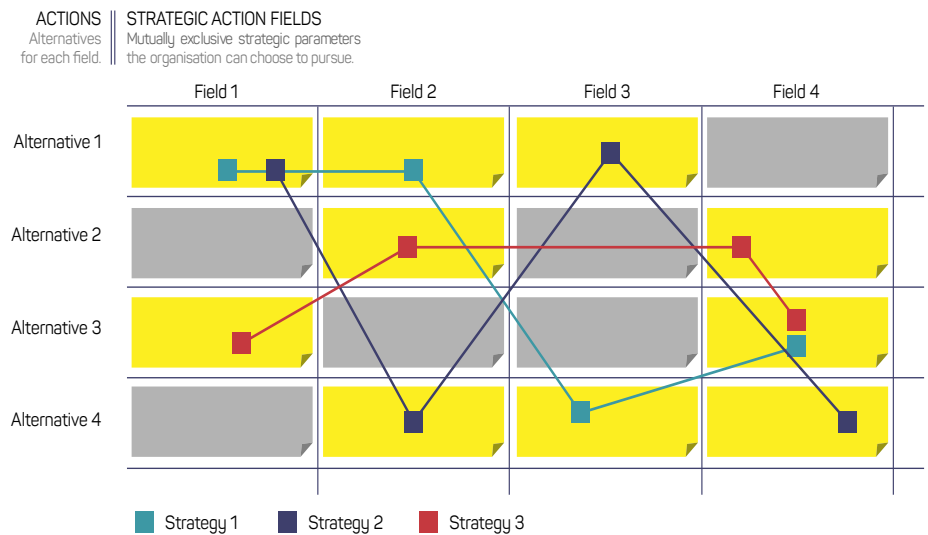 ACTIONS
Alternatives
for each field.
STRATEGIC ACTION FIELDS
Mutually exclusive strategic parameters
the organisation can choose to pursue.
Field 1
Field 2
Field 3
Field 4
Alternative 1
Alternative 2
Alternative 3
Alternative 4
Strategy 1
Strategy 2
Strategy 3